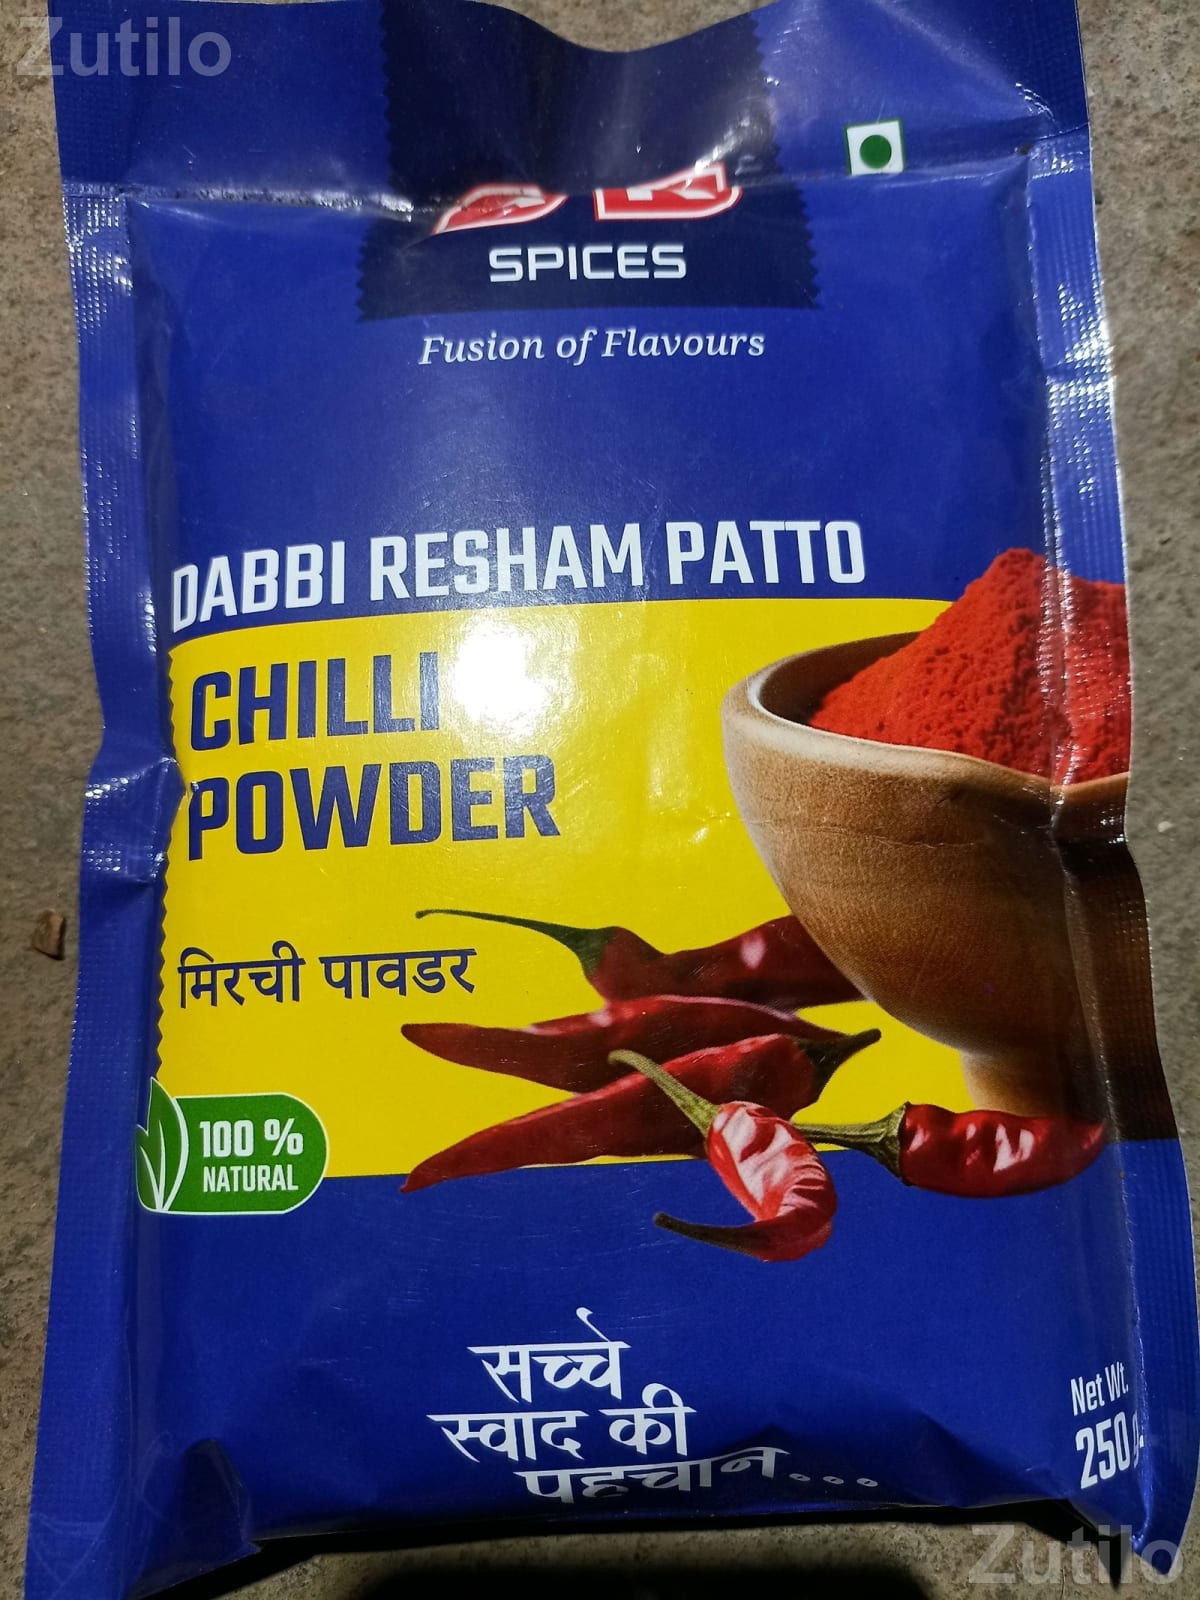 Zutilo
SPICES
Fusion of Flavours
DABBI RESHAM PATTO
CHILLI
POWDER
मिरची पावडर
100 %
NATURAL
सच्चे
स्वाद की
पहचान...
Net Wt.
250 g.
Zutilo